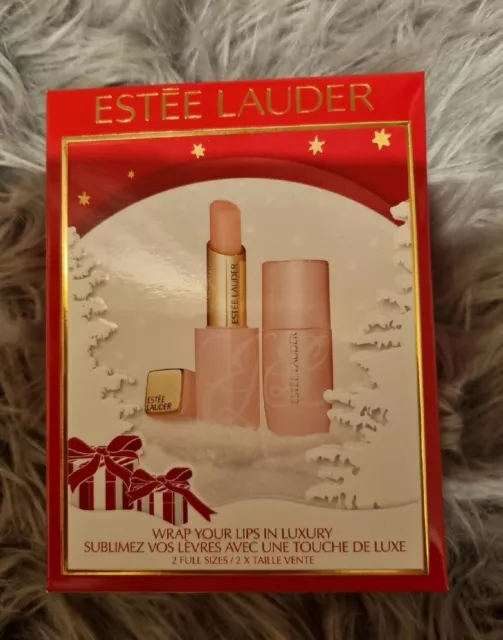 ESTĒE LAUDER
ESTĒE LAUDER
ESTĒE LAUDER
ESTĒE
LAUDER
WRAP YOUR LIPS IN LUXURY
SUBLIMEZ VOS LÈVRES AVEC UNE TOUCHE DE LUXE
2 FULL SIZES / 2 X TAILLE VENTE